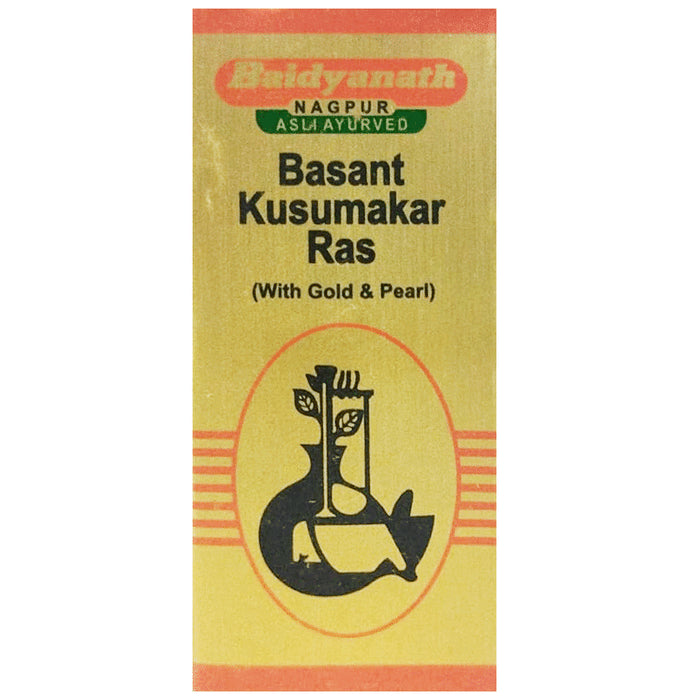 Baidyanath
NAGPUR
ASLI AYURVED
Basant
Kusumakar
Ras
(With Gold & Pearl)